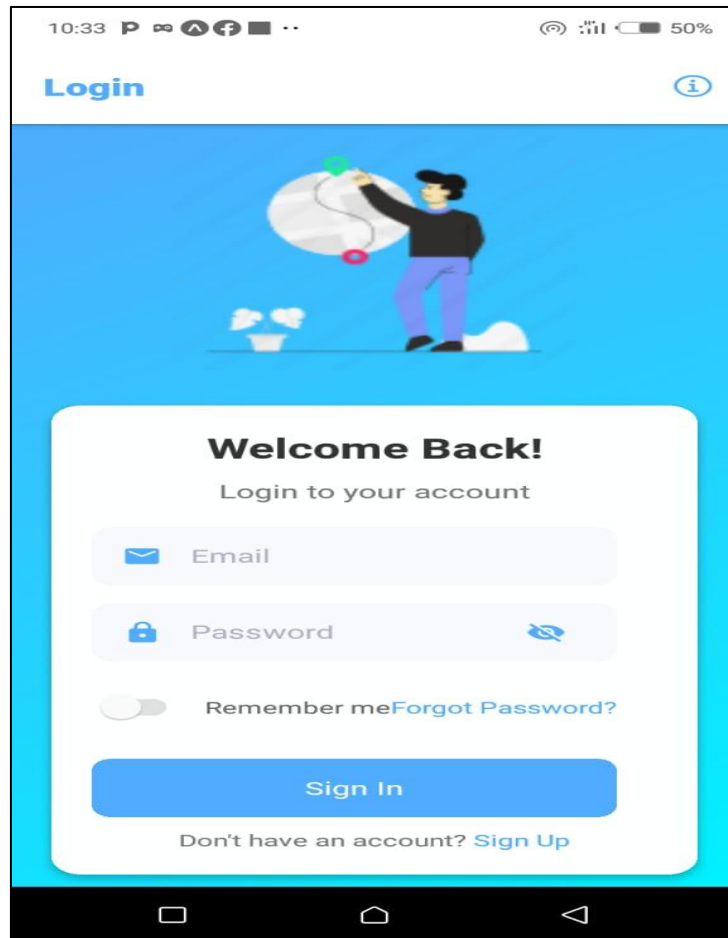 10:33 50%
Login
Welcome Back!
Login to your account
Email
Password
Remember meForgot Password?
Sign In
Don't have an account? Sign Up